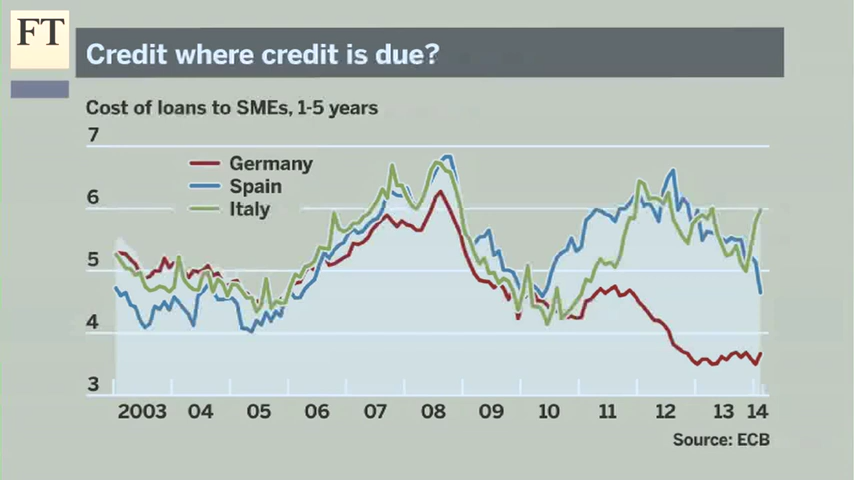 FT
Credit where credit is due?
Cost of loans to SMEs, 1-5 years
7
Germany
Spain
6
Italy
5
4
3
2003 04 05 06 07 08 09 10 11 12 13 14
Source: ECB